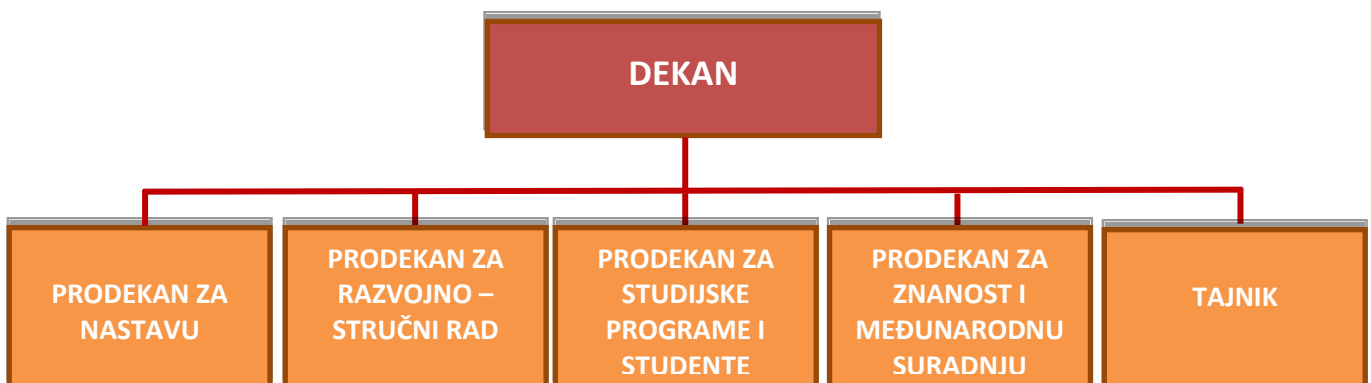 DEKAN
PRODEKAN ZA
NASTAVU
PRODEKAN ZA
RAZVOJNO –
STRUČNI RAD
PRODEKAN ZA
STUDIJSKE
PROGRAME I
STUDENTE
PRODEKAN ZA
ZNANOST I
MEĐUNARODNU
SURADNJU
TAJNIK